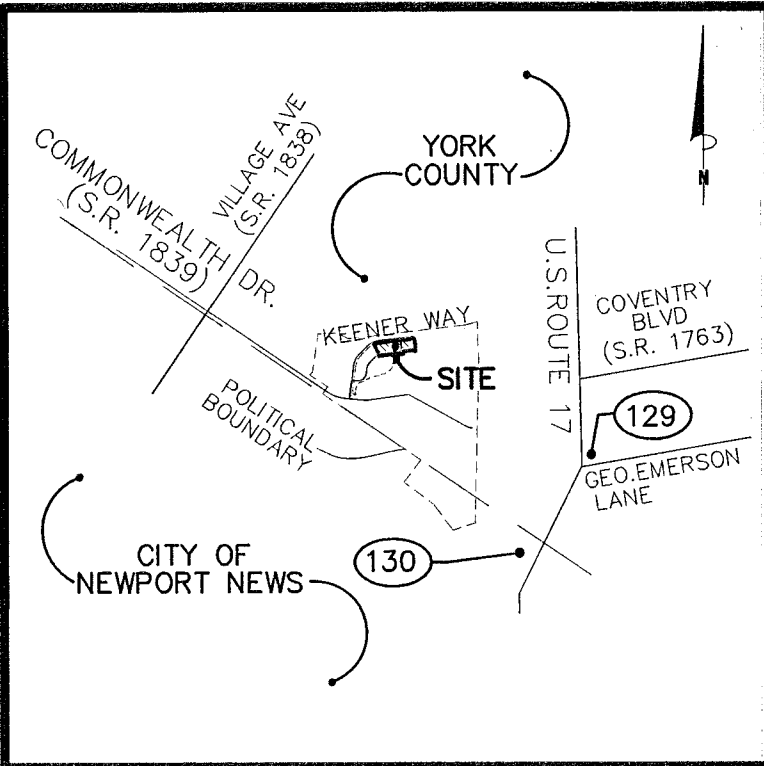 YORK
COUNTY
N
VILLAGE AVE
(S.R. 1838)
COMMONWEALTH DR.
(S.R. 1839)
U.S.ROUTE 17
COVENTRY
BLVD
(S.R. 1763)
KEENER WAY
SITE
POLITICAL
BOUNDARY
129
GEO.EMERSON
LANE
130
CITY OF
NEWPORT NEWS